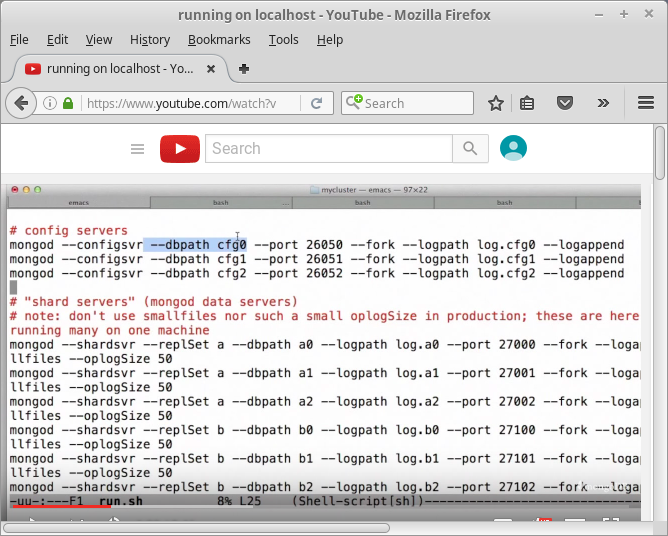 running on localhost - YouTube - Mozilla Firefox
File Edit View History Bookmarks Tools Help
running on localhost - Yo...
https://www.youtube.com/watch?v
Search
Search
mycluster — emacs — 97×22
emacs bash bash bash
# config servers
mongod --configsvr --dbpath cfg0 --port 26050 --fork --logpath log.cfg0 --logappend
mongod --configsvr --dbpath cfg1 --port 26051 --fork --logpath log.cfg1 --logappend
mongod --configsvr --dbpath cfg2 --port 26052 --fork --logpath log.cfg2 --logappend
# "shard servers" (mongod data servers)
# note: don't use smallfiles nor such a small oplogSize in production; these are here
running many on one machine
mongod --shardsvr --replSet a --dbpath a0 --logpath log.a0 --port 27000 --fork --loga
llfiles --oplogSize 50
mongod --shardsvr --replSet a --dbpath a1 --logpath log.a1 --port 27001 --fork --loga
llfiles --oplogSize 50
mongod --shardsvr --replSet a --dbpath a2 --logpath log.a2 --port 27002 --fork --loga
llfiles --oplogSize 50
mongod --shardsvr --replSet b --dbpath b0 --logpath log.b0 --port 27100 --fork --loga
llfiles --oplogSize 50
mongod --shardsvr --replSet b --dbpath b1 --logpath log.b1 --port 27101 --fork --loga
llfiles --oplogSize 50
mongod --shardsvr --replSet b --dbpath b2 --logpath log.b2 --port 27102 --fork --loga
-uu-:---F1 run.sh 8% L25 (Shell-script[sh])